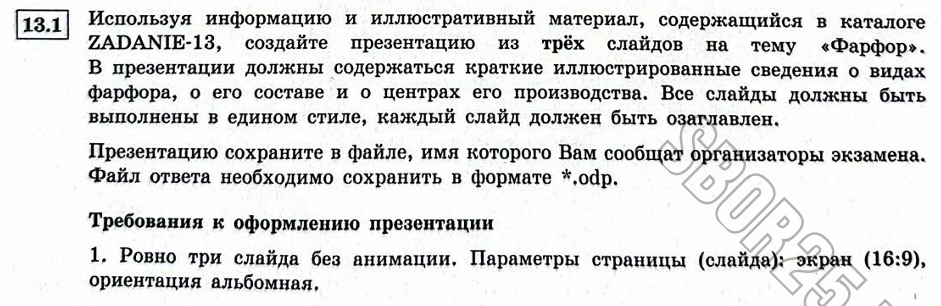 13.1 Используя информацию и иллюстративный материал, содержащийся в каталоге
ZADANIE-13, создайте презентацию из трёх слайдов на тему «Фарфор».
В презентации должны содержаться краткие иллюстрированные сведения о видах
фарфора, о его составе и о центрах его производства. Все слайды должны быть
выполнены в едином стиле, каждый слайд должен быть озаглавлен.
Презентацию сохраните в файле, имя которого Вам сообщат организаторы экзамена.
Файл ответа необходимо сохранить в формате *.odp.
Требования к оформлению презентации
1. Ровно три слайда без анимации. Параметры страницы (слайда): экран (16:9),
ориентация альбомная.
SBOR25